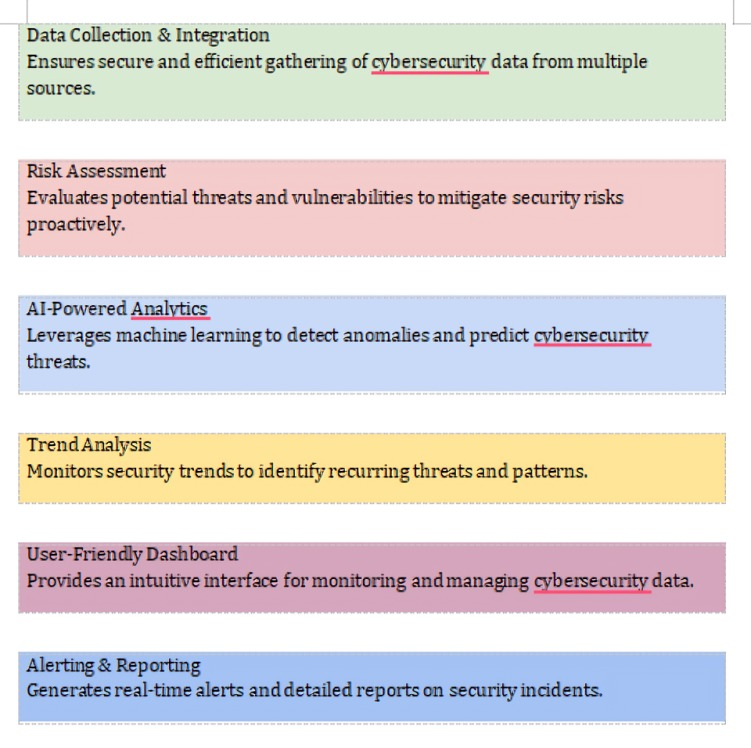 Data Collection & Integration
Ensures secure and efficient gathering of cybersecurity data from multiple
sources.
Risk Assessment
Evaluates potential threats and vulnerabilities to mitigate security risks
proactively.
AI-Powered Analytics
Leverages machine learning to detect anomalies and predict cybersecurity
threats.
Trend Analysis
Monitors security trends to identify recurring threats and patterns.
User-Friendly Dashboard
Provides an intuitive interface for monitoring and managing cybersecurity data.
Alerting & Reporting
Generates real-time alerts and detailed reports on security incidents.